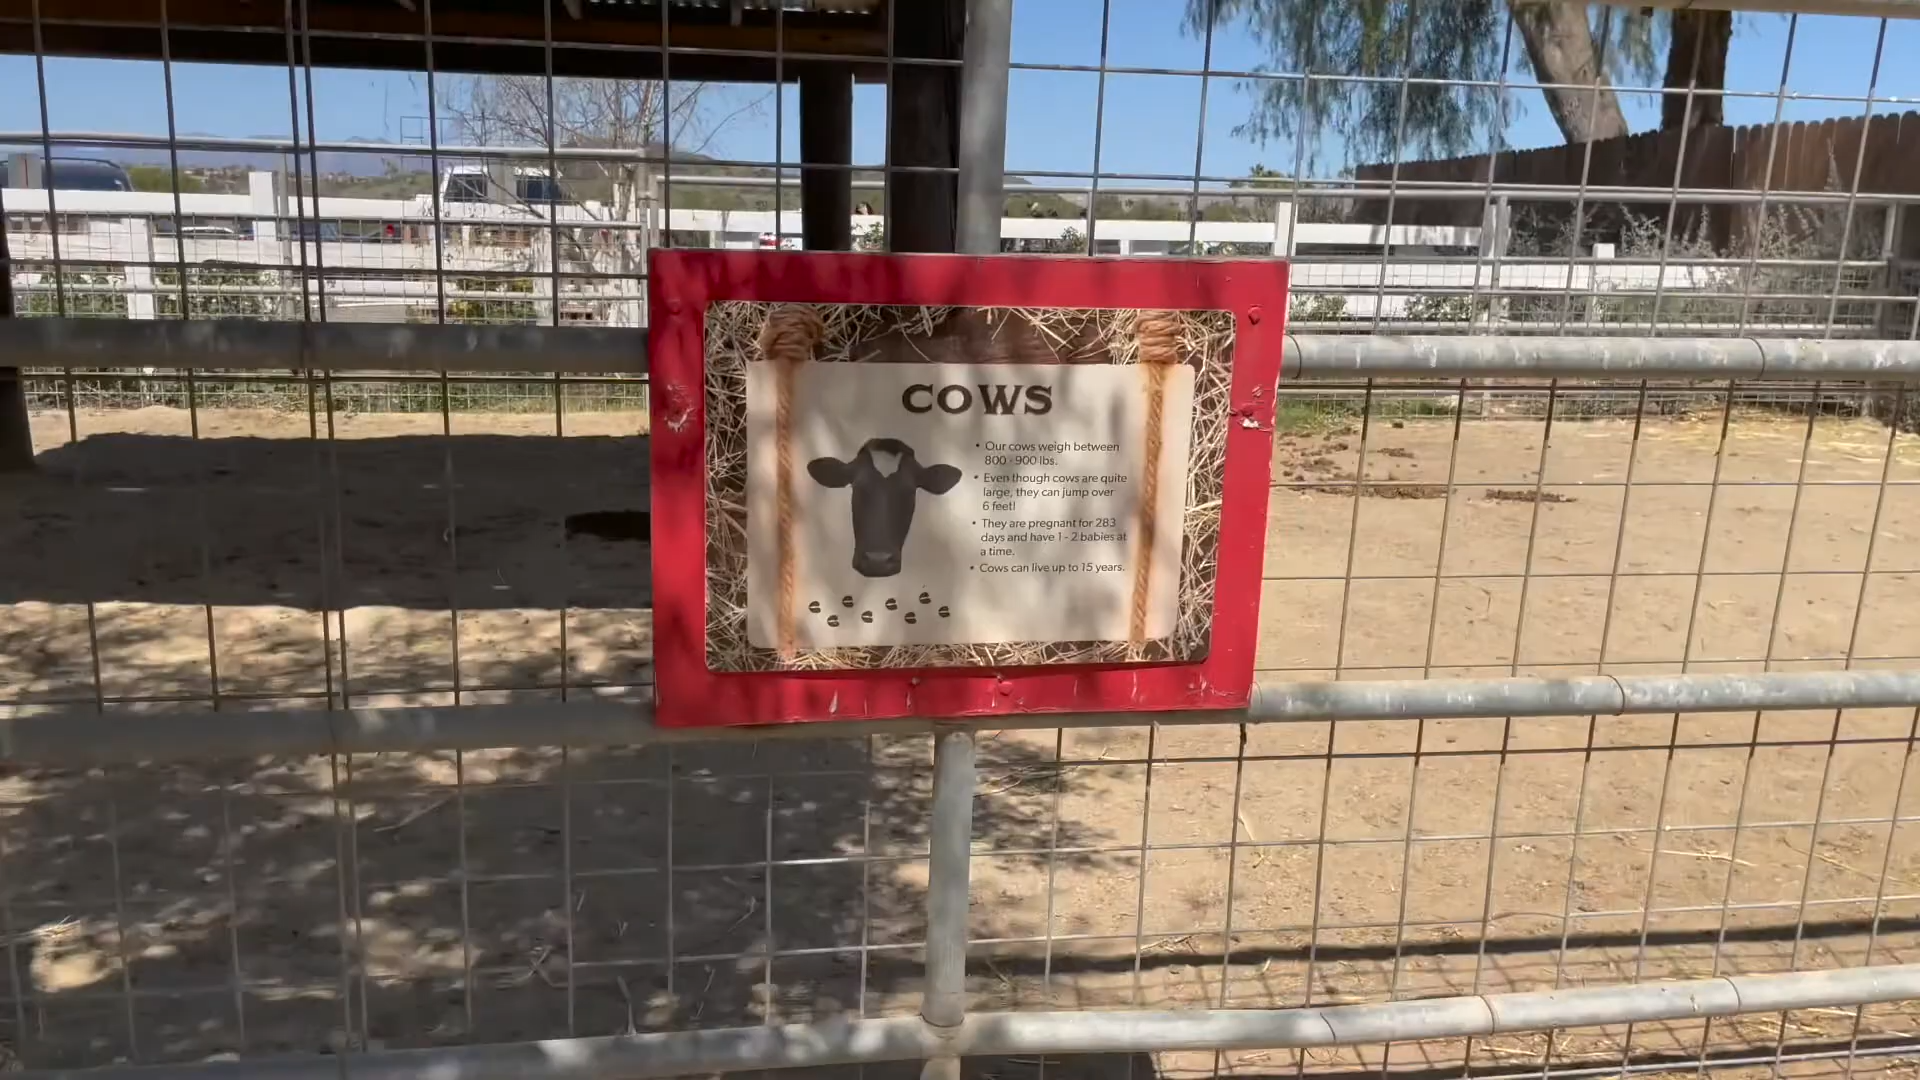 COWS
• Our cows weigh between
800 - 900 lbs.
• Even though cows are quite
large, they can jump over
6 feet!
• They are pregnant for 283
days and have 1 - 2 babies at
a time.
• Cows can live up to 15 years.